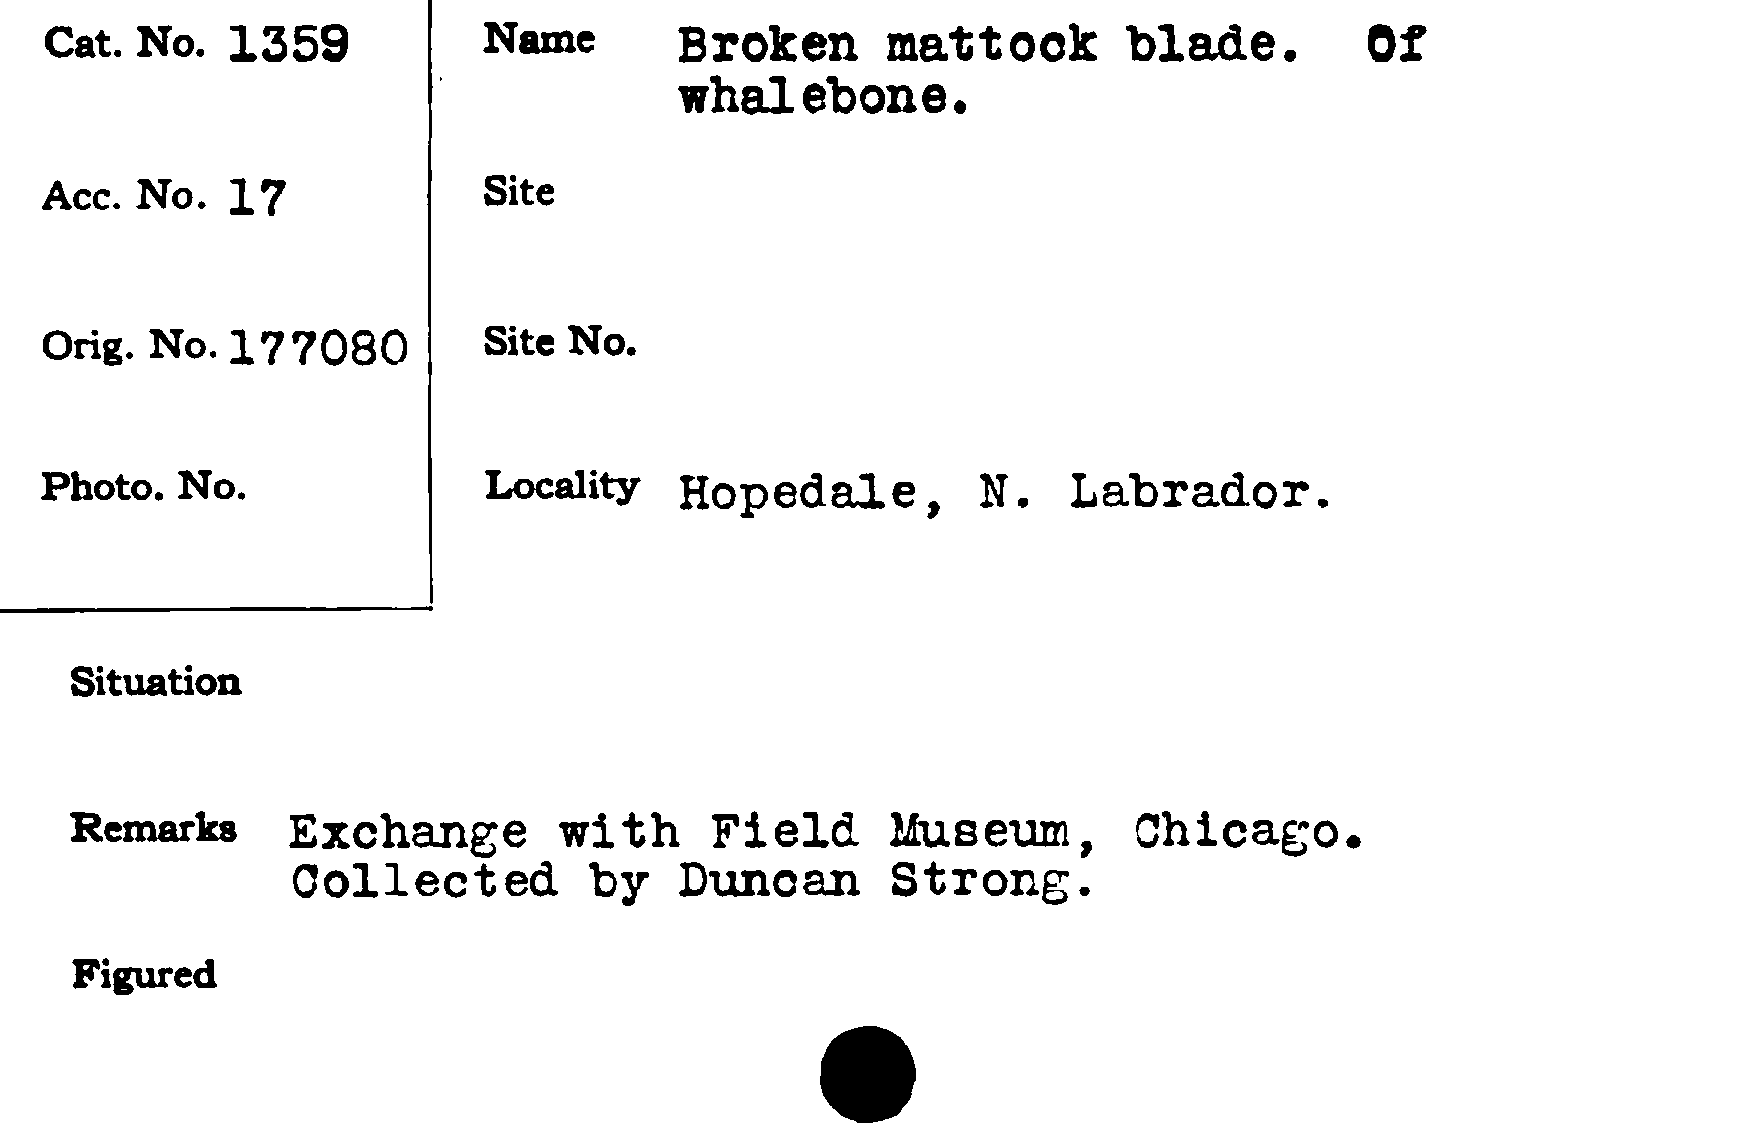 Cat. No. 1359
Name Broken mattock blade. Of
whalebone.
Acc. No. 17
Site
Orig. No. 177080
Site No.
Photo. No.
Locality Hopedale, N. Labrador.
Situation
Remarks Exchange with Field Museum, Chicago.
Collected by Duncan Strong.
Figured